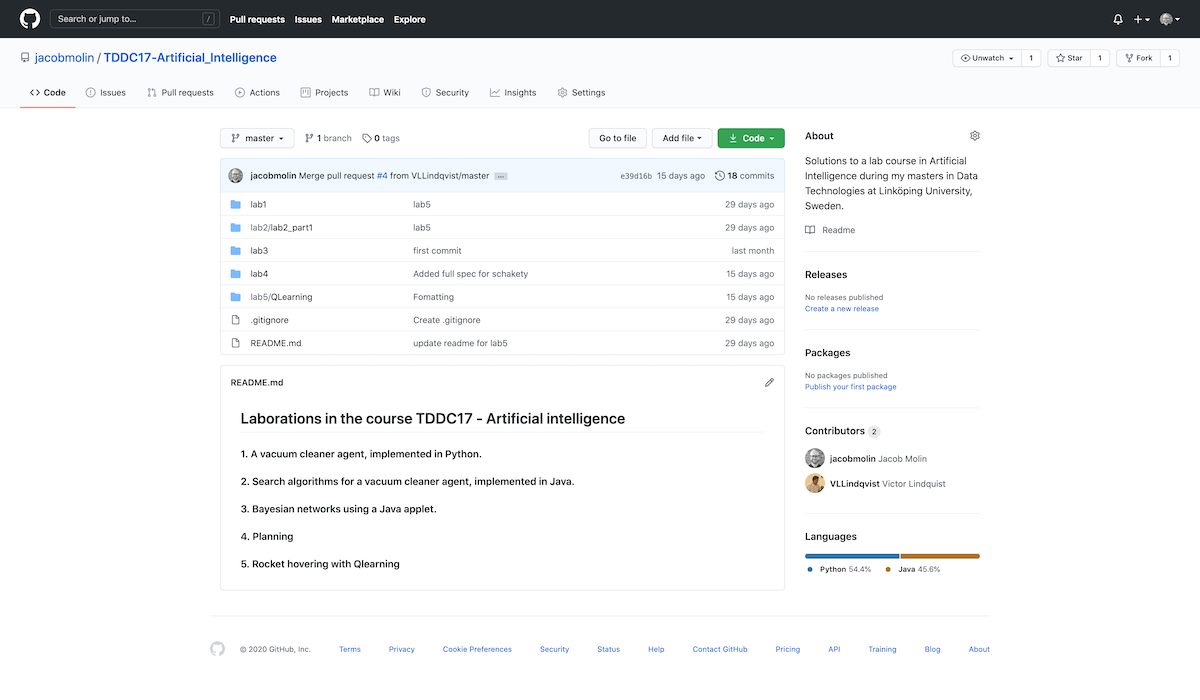 Search or jump to... /
Pull requests Issues Marketplace Explore
jacobmolin / TDDC17-Artificial_Intelligence
Unwatch 1 Star 1 Fork 1
Code Issues Pull requests Actions Projects Wiki Security Insights Settings
master 1 branch 0 tags Go to file Add file Code
jacobmolin Merge pull request #4 from VLLindqvist/master ... e39d16b 15 days ago 18 commits
lab1 lab5 29 days ago
lab2/lab2_part1 lab5 29 days ago
lab3 first commit last month
lab4 Added full spec for schakety 15 days ago
lab5/QLearning Fomatting 15 days ago
.gitignore Create .gitignore 29 days ago
README.md update readme for lab5 29 days ago
README.md
Laborations in the course TDDC17 - Artificial intelligence
1. A vacuum cleaner agent, implemented in Python.
2. Search algorithms for a vacuum cleaner agent, implemented in Java.
3. Bayesian networks using a Java applet.
4. Planning
5. Rocket hovering with Qlearning
About
Solutions to a lab course in Artificial
Intelligence during my masters in Data
Technologies at Linköping University,
Sweden.
Readme
Releases
No releases published
Create a new release
Packages
No packages published
Publish your first package
Contributors 2
jacobmolin Jacob Molin
VLLindqvist Victor Lindquist
Languages
Python 54.4% Java 45.6%
© 2020 GitHub, Inc. Terms Privacy Cookie Preferences Security Status Help Contact GitHub Pricing API Training Blog About